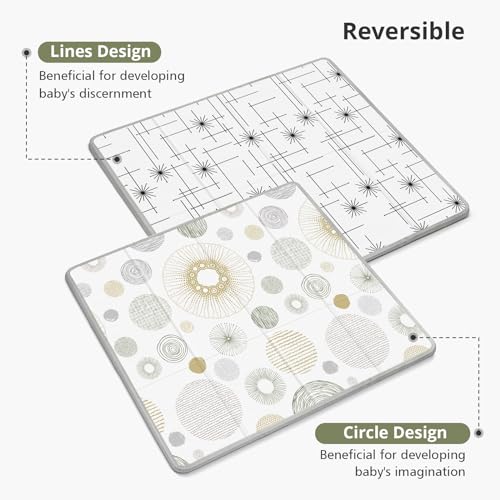 Reversible
Lines Design
Beneficial for developing
baby's discernment
Circle Design
Beneficial for developing
baby's imagination